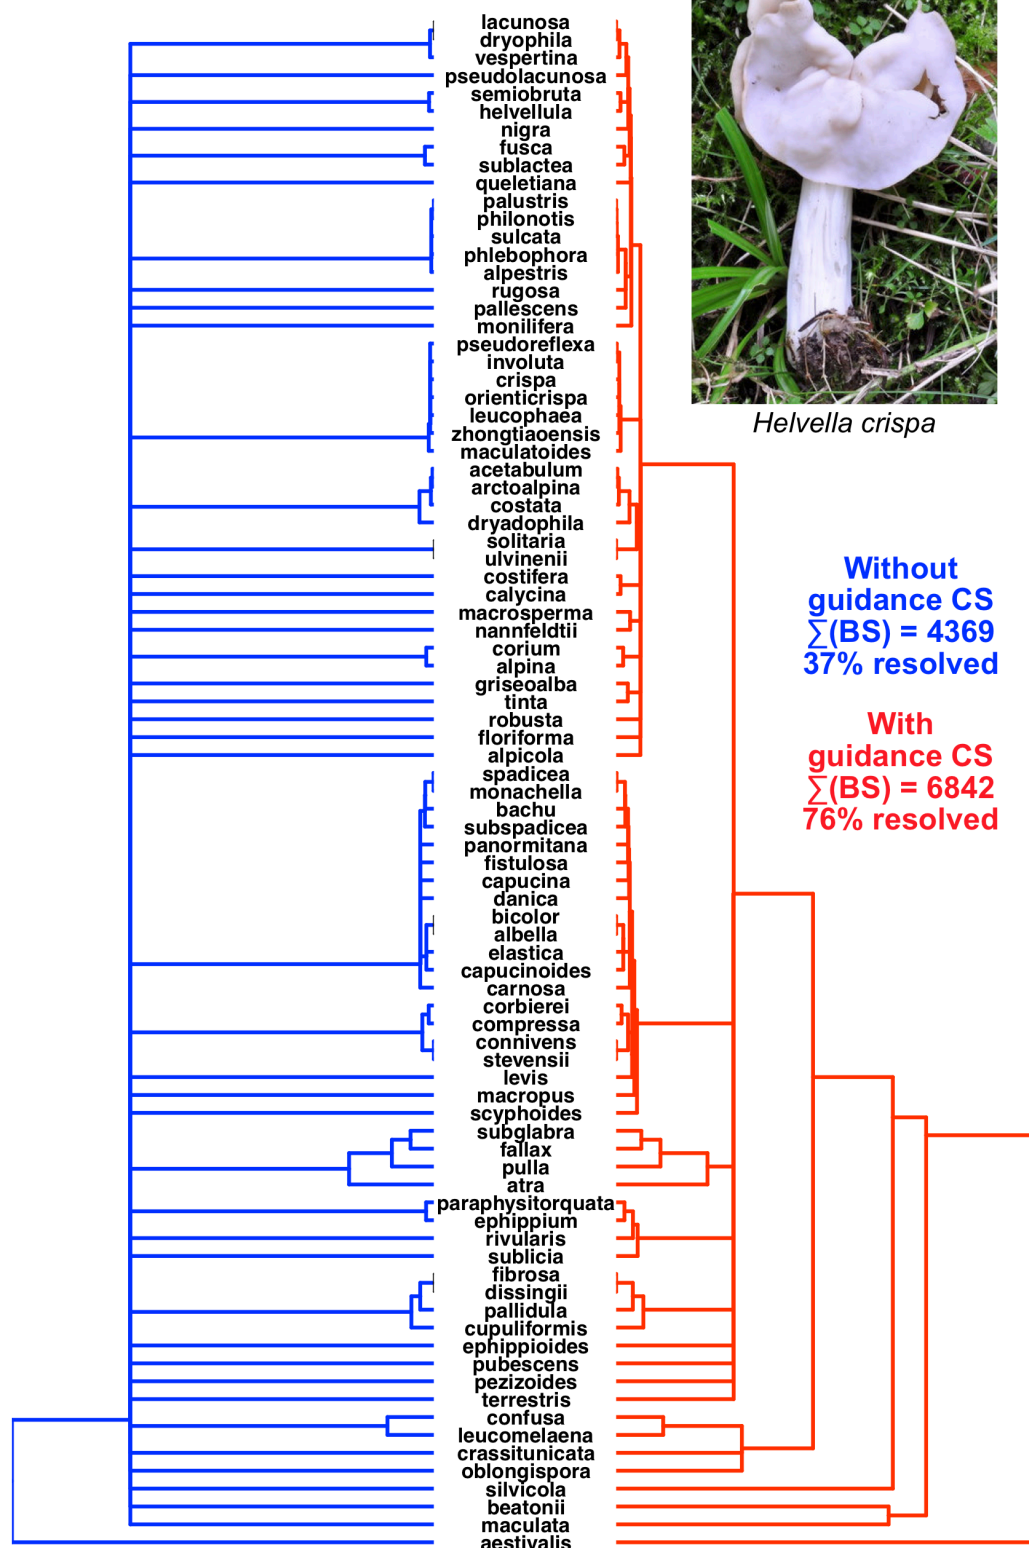 lacunosa
dryophila
vespertina
pseudolacunosa
semiobruta
helvellula
nigra
fusca
sublactea
queletiana
palustris
philonotis
sulcata
phlebophora
alpestris
rugosa
pallescens
monilifera
pseudoreflexa
involuta
crispa
orienticrispa
leucophaea
zhongtiaoensis
maculatoides
acetabulum
arctoalpina
costata
dryadophila
solitaria
ulvinenii
costifera
calycina
macrosperma
nannfeldtii
corium
alpina
griseoalba
tinta
robusta
floriforma
alpicola
spadicea
monachella
bachu
subspadicea
panormitana
fistulosa
capucina
danica
bicolor
albella
elastica
capucinoides
carnosa
corbierei
compressa
connivens
stevensii
levis
macropus
scyphoides
subglabra
fallax
pulla
atra
paraphysitorquata
ephippium
rivularis
sublicia
fibrosa
dissingii
pallidula
cupuliformis
ephippioides
pubescens
pezizoides
terrestris
confusa
leucomelaena
crassitunicata
oblongispora
silvicola
beatonii
maculata
aestivalis
Helvella crispa
Without
guidance CS
∑(BS) = 4369
37% resolved
With
guidance CS
∑(BS) = 6842
76% resolved